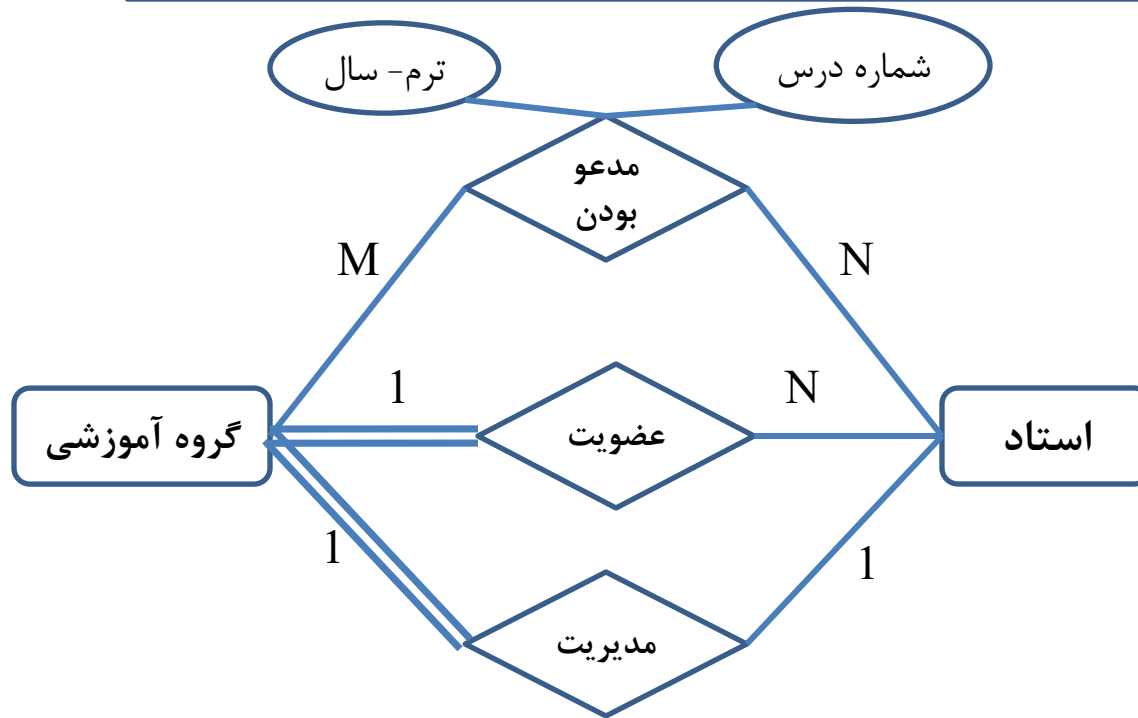 شماره درس
ترم- سال
مدعو
بودن
M
N
1
N
گروه آموزشی
عضویت
استاد
1
1
مدیریت